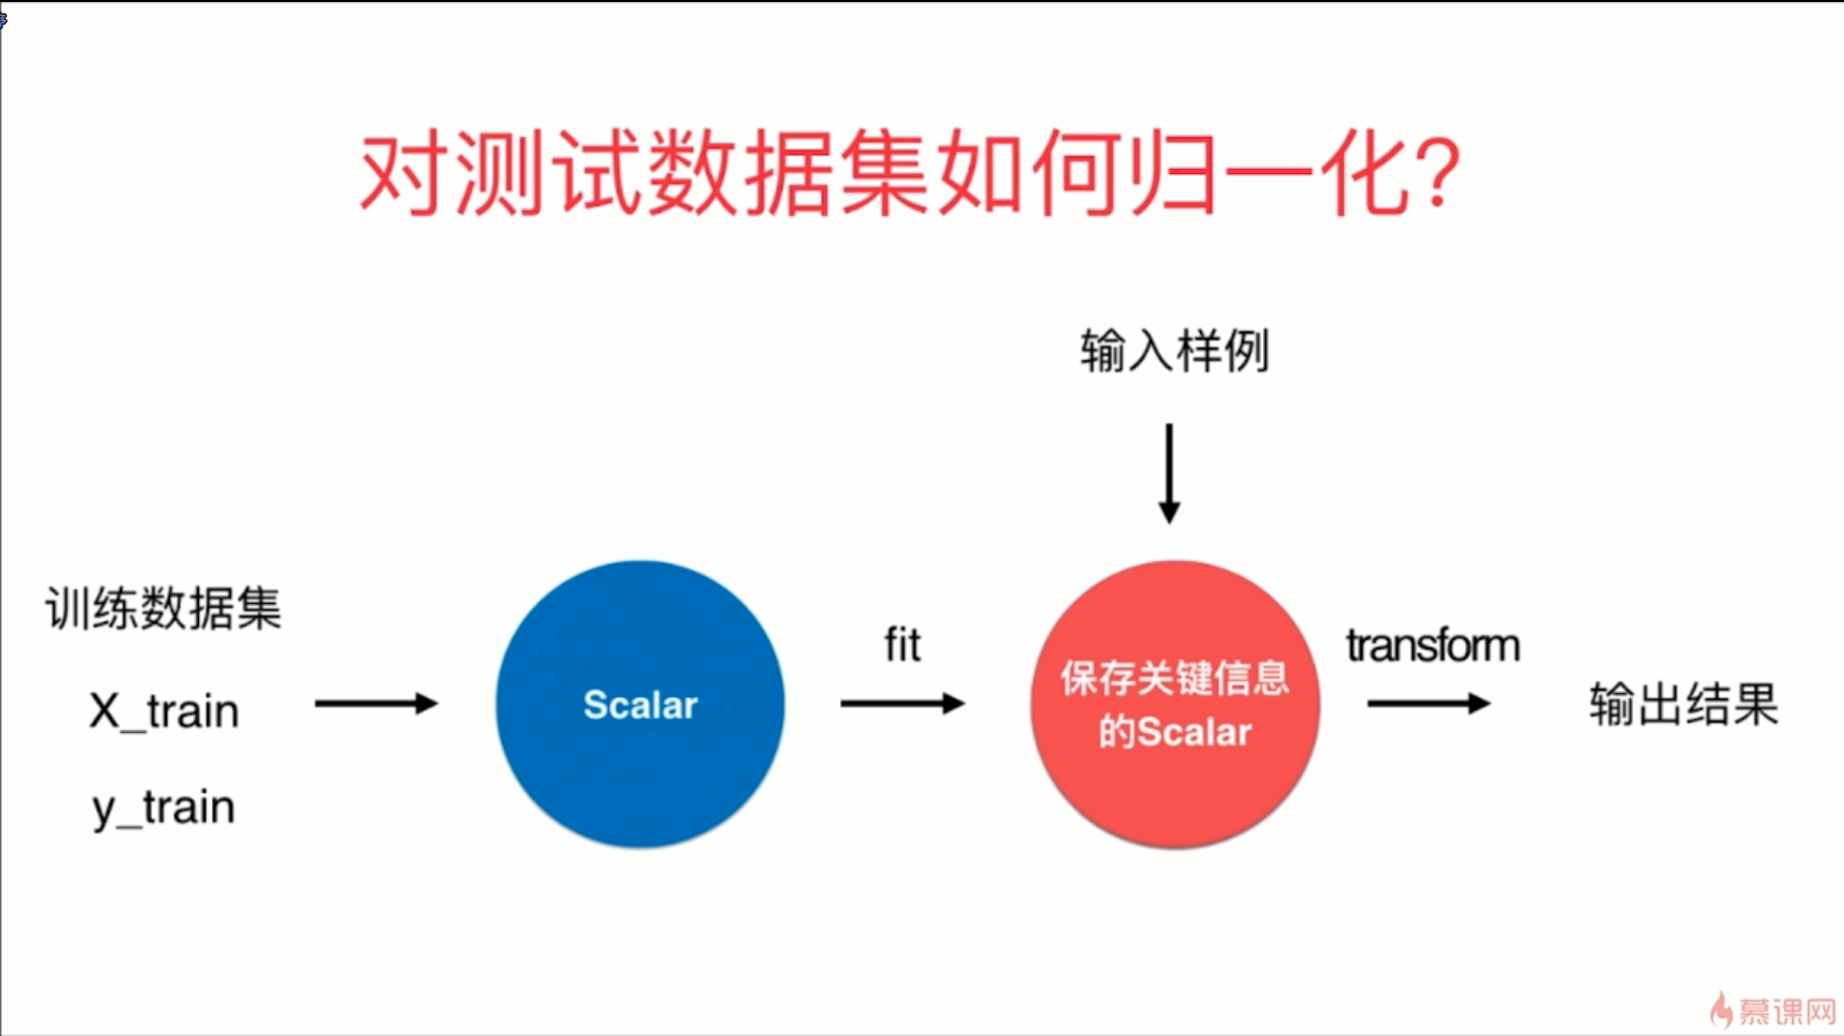 对测试数据集如何归一化?
输入样例
训练数据集
X_train
y_train
Scalar
fit
保存关键信息
的Scalar
transform
输出结果
慕课网